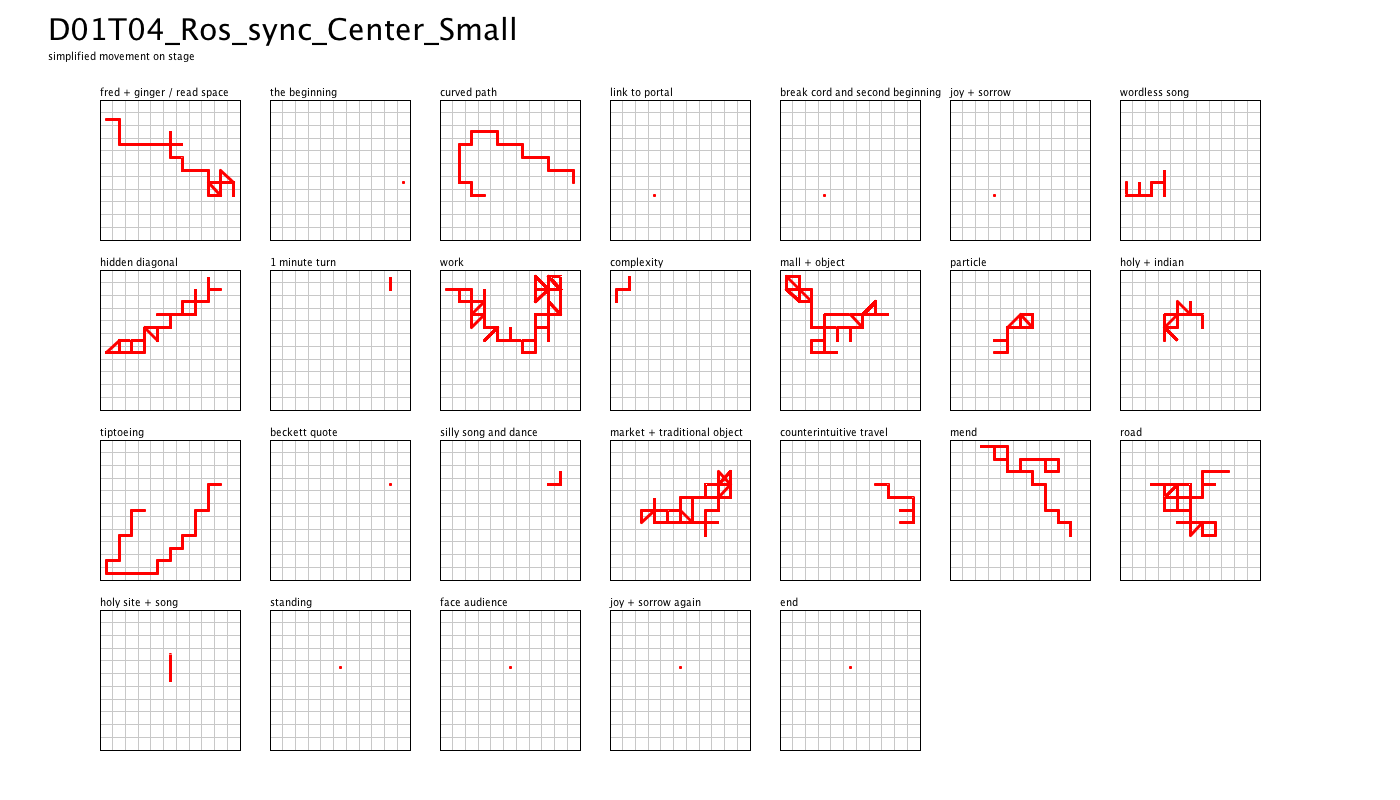 D01T04_Ros_sync_Center_Small
simplified movement on stage
fred + ginger / read space
the beginning
curved path
link to portal
break cord and second beginning
joy + sorrow
wordless song
hidden diagonal
1 minute turn
work
complexity
mall + object
particle
holy + indian
tiptoeing
beckett quote
silly song and dance
market + traditional object
counterintuitive travel
mend
road
holy site + song
standing
face audience
joy + sorrow again
end